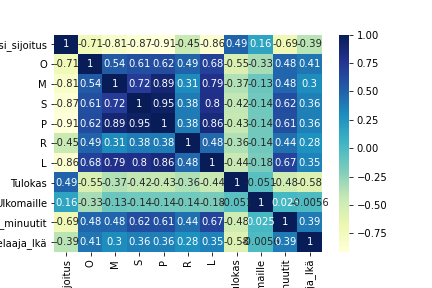 si_sijoitus 1 -0.71 -0.81 -0.87 -0.91 -0.45 -0.86 0.49 0.16 -0.69 -0.39
O -0.71 1 0.54 0.61 0.62 0.49 0.68 -0.55 -0.33 0.48 0.41
M -0.81 0.54 1 0.72 0.89 0.31 0.79 -0.37 -0.13 0.48 0.3
S -0.87 0.61 0.72 1 0.95 0.38 0.8 -0.42 -0.14 0.62 0.36
P -0.91 0.62 0.89 0.95 1 0.38 0.86 -0.43 -0.14 0.61 0.36
R -0.45 0.49 0.31 0.38 0.38 1 0.48 -0.36 -0.14 0.44 0.28
L -0.86 0.68 0.79 0.8 0.86 0.48 1 -0.44 -0.18 0.67 0.35
Tulokas 0.49 -0.55 -0.37 -0.42 -0.43 -0.36 -0.44 1 -0.48 -0.58
Ulkomaille 0.16 -0.33 -0.13 -0.14 -0.14 -0.14 -0.18 1
_minuutit -0.69 0.48 0.48 0.62 0.61 0.44 0.67 -0.48 0.025 1 0.39
elaaja_Ikä -0.39 0.41 0.3 0.36 0.36 0.28 0.35 -0.58 0.39 1
joitus O M S P R L ulokas maille uutit ja_Ikä
1.00
0.75
0.50
0.25
0.00
−0.25
−0.50
−0.75